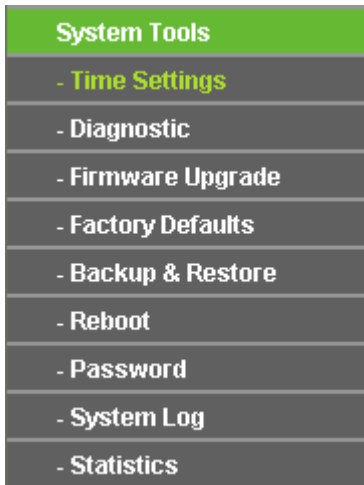 System Tools
- Time Settings
- Diagnostic
- Firmware Upgrade
- Factory Defaults
- Backup & Restore
- Reboot
- Password
- System Log
- Statistics